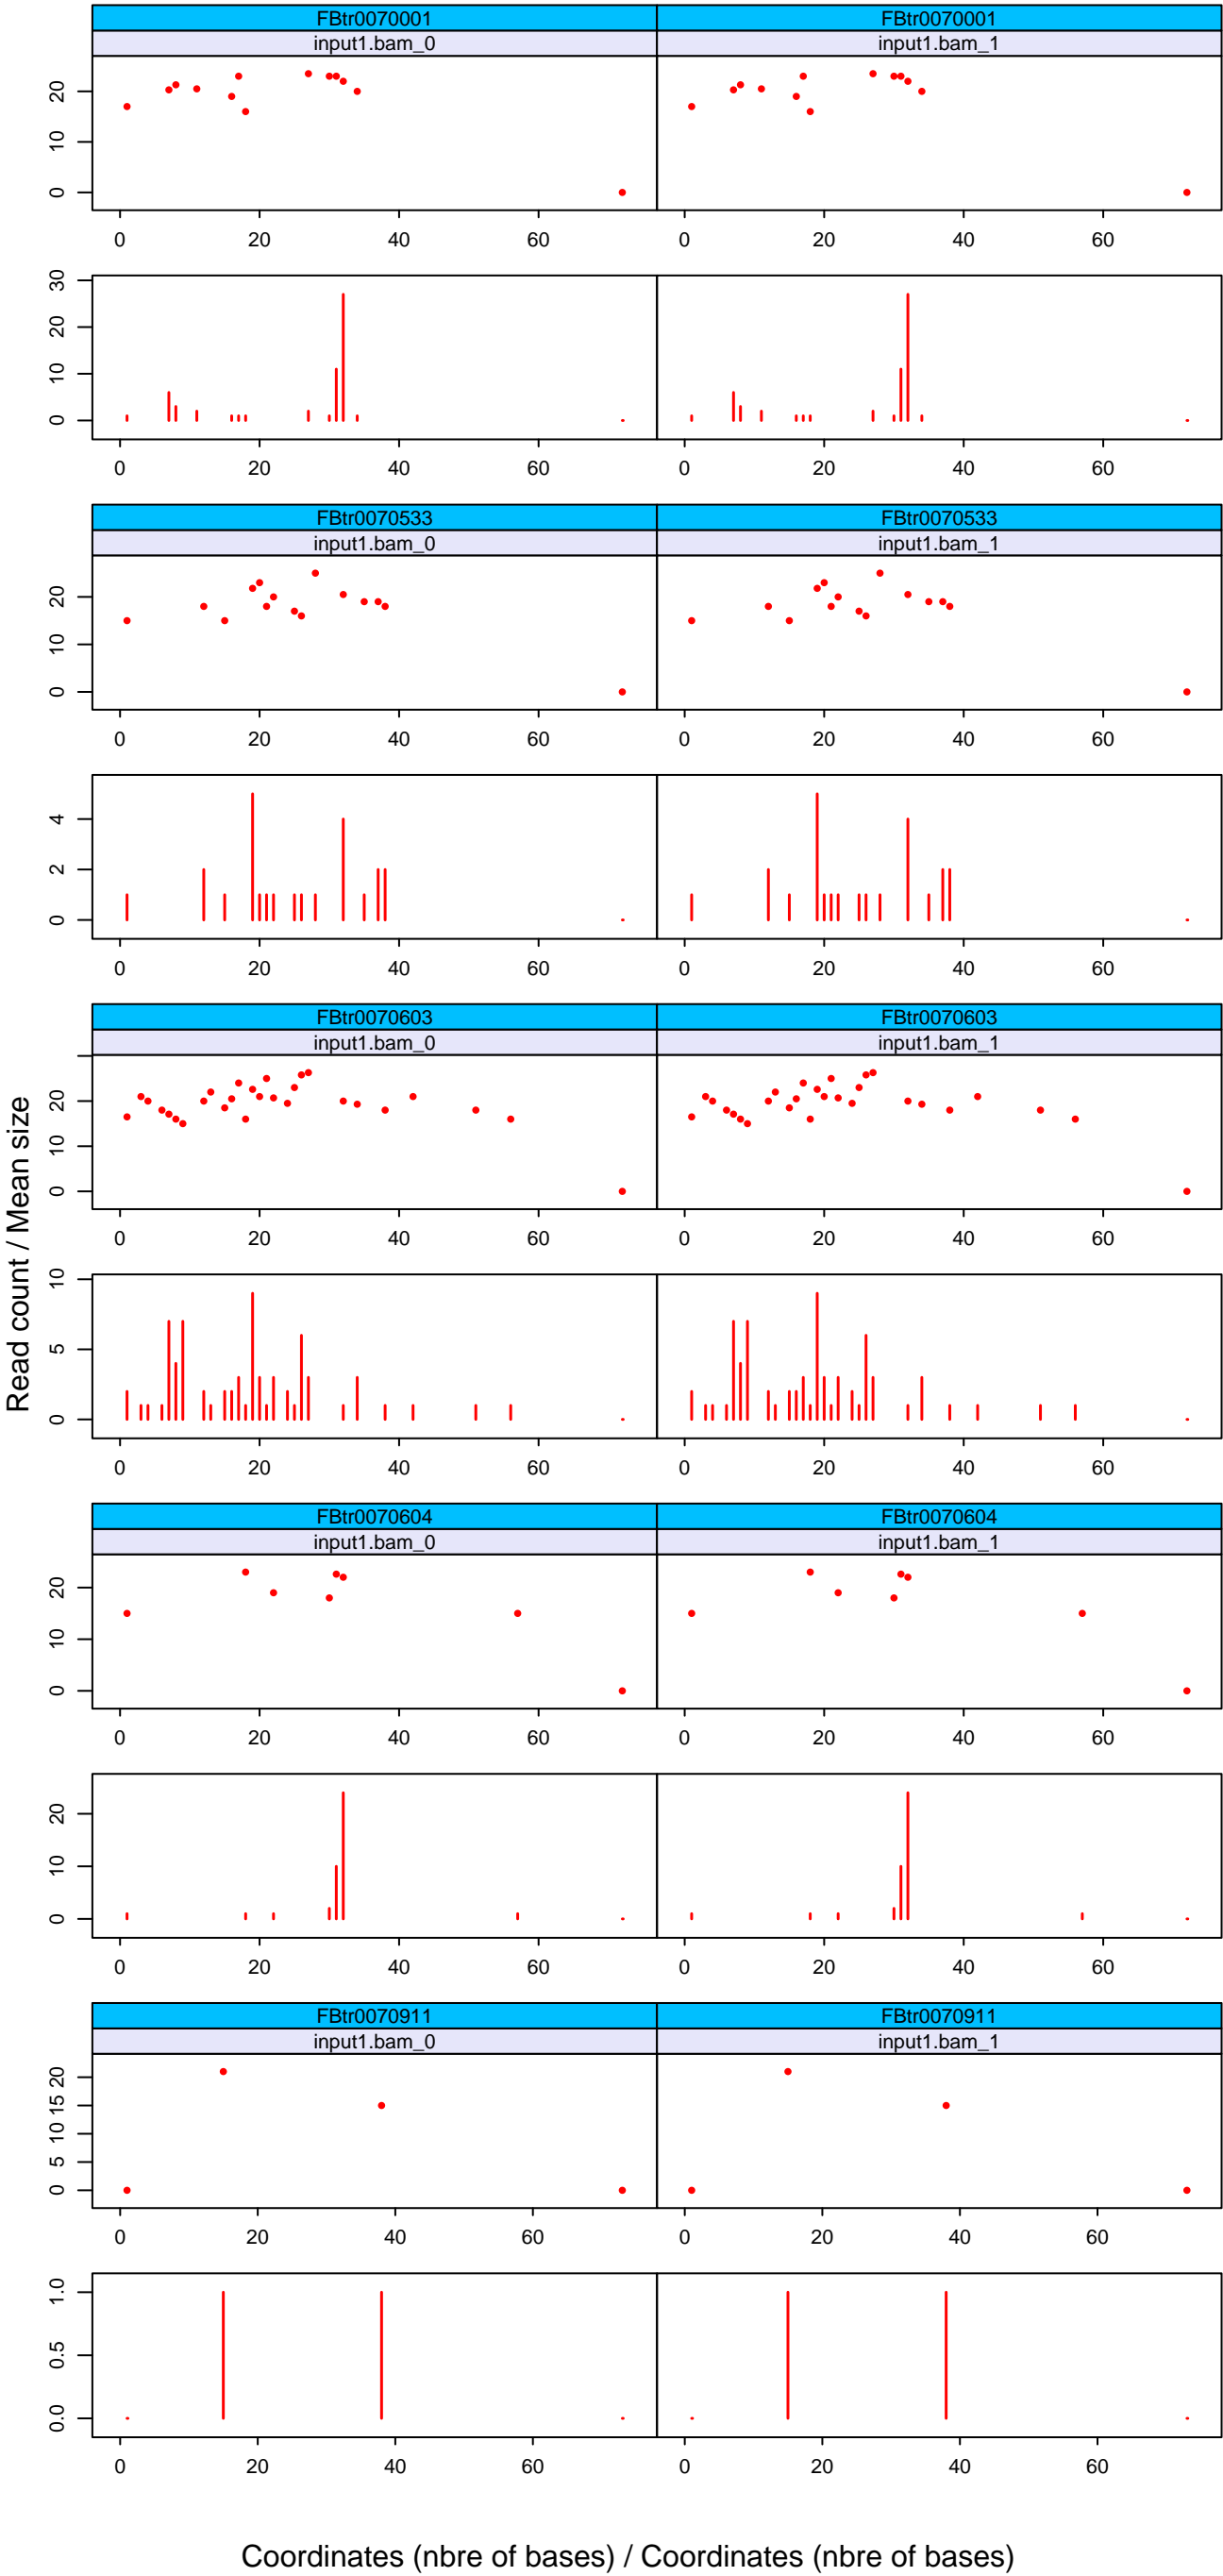 FBtr0070001 FBtr0070001
input1.bam_0 input1.bam_1
20
10
0
0 20 40 60 0 20 40 60
30
20
10
0
0 20 40 60 0 20 40 60
FBtr0070533 FBtr0070533
input1.bam_0 input1.bam_1
20
10
0
0 20 40 60 0 20 40 60
4
2
0
0 20 40 60 0 20 40 60
FBtr0070603 FBtr0070603
input1.bam_0 input1.bam_1
20
10
0
0 20 40 60 0 20 40 60
Read count / Mean size
10
5
0
0 20 40 60 0 20 40 60
FBtr0070604 FBtr0070604
input1.bam_0 input1.bam_1
20
10
0
0 20 40 60 0 20 40 60
20
10
0
0 20 40 60 0 20 40 60
FBtr0070911 FBtr0070911
input1.bam_0 input1.bam_1
20
15
10
5
0
0 20 40 60 0 20 40 60
1.0
0.5
0.0
0 20 40 60 0 20 40 60
Coordinates (nbre of bases) / Coordinates (nbre of bases)